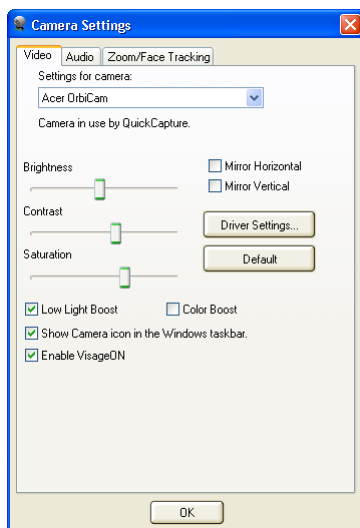 Camera Settings
Video Audio Zoom/Face Tracking
Settings for camera:
Acer OrbiCam
Camera in use by QuickCapture.
Brightness
Mirror Horizontal
Mirror Vertical
Contrast
Driver Settings...
Saturation
Default
Low Light Boost Color Boost
Show Camera icon in the Windows taskbar.
Enable VisageON
OK